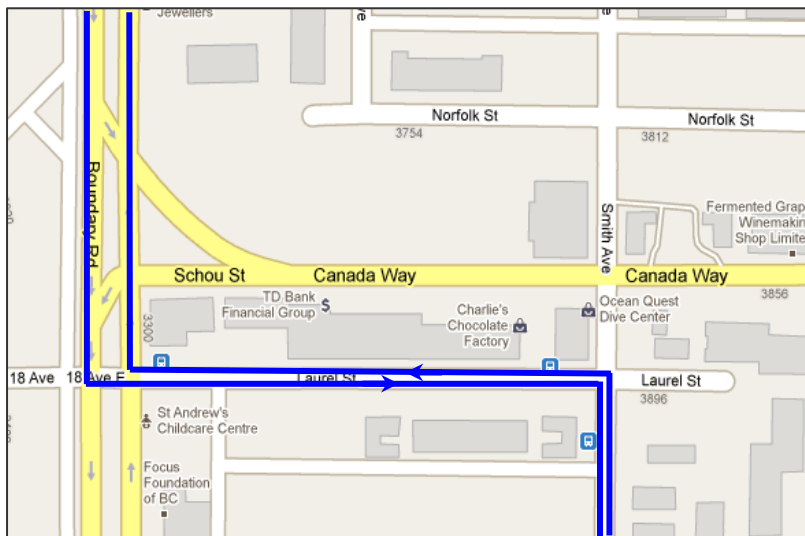 Jewellers
Norfolk St
Norfolk St
3754
3812
Boundary Rd
Smith Ave
Fermented Grap
Winemakin
Shop Limite
Schou St
Canada Way
Canada Way
3856
TD Bank
Financial Group
$
Charlie's
Chocolate
Factory
Ocean Quest
Dive Center
3300
18 Ave
18 Ave E
Laurel St
Laurel St
3896
St Andrew's
Childcare Centre
Focus
Foundation
of BC